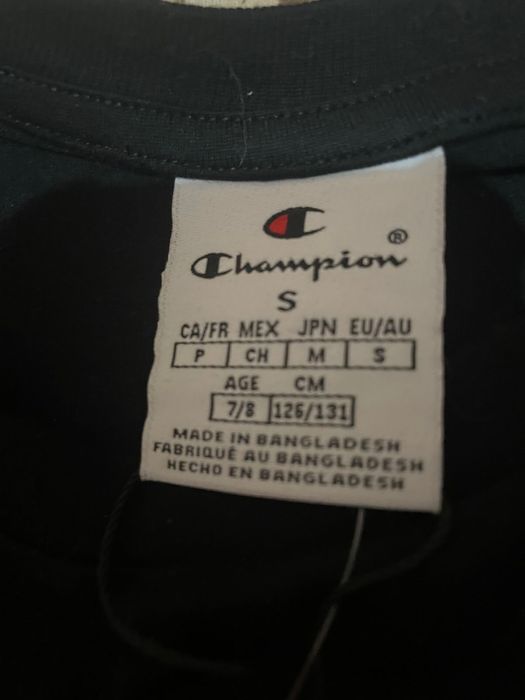 Champion®
S
CA/FR MEX JPN EU/AU
P CH M S
AGE CM
7/8 126/131
MADE IN BANGLADESH
FABRIQUÉ AU BANGLADESH
HECHO EN BANGLADESH